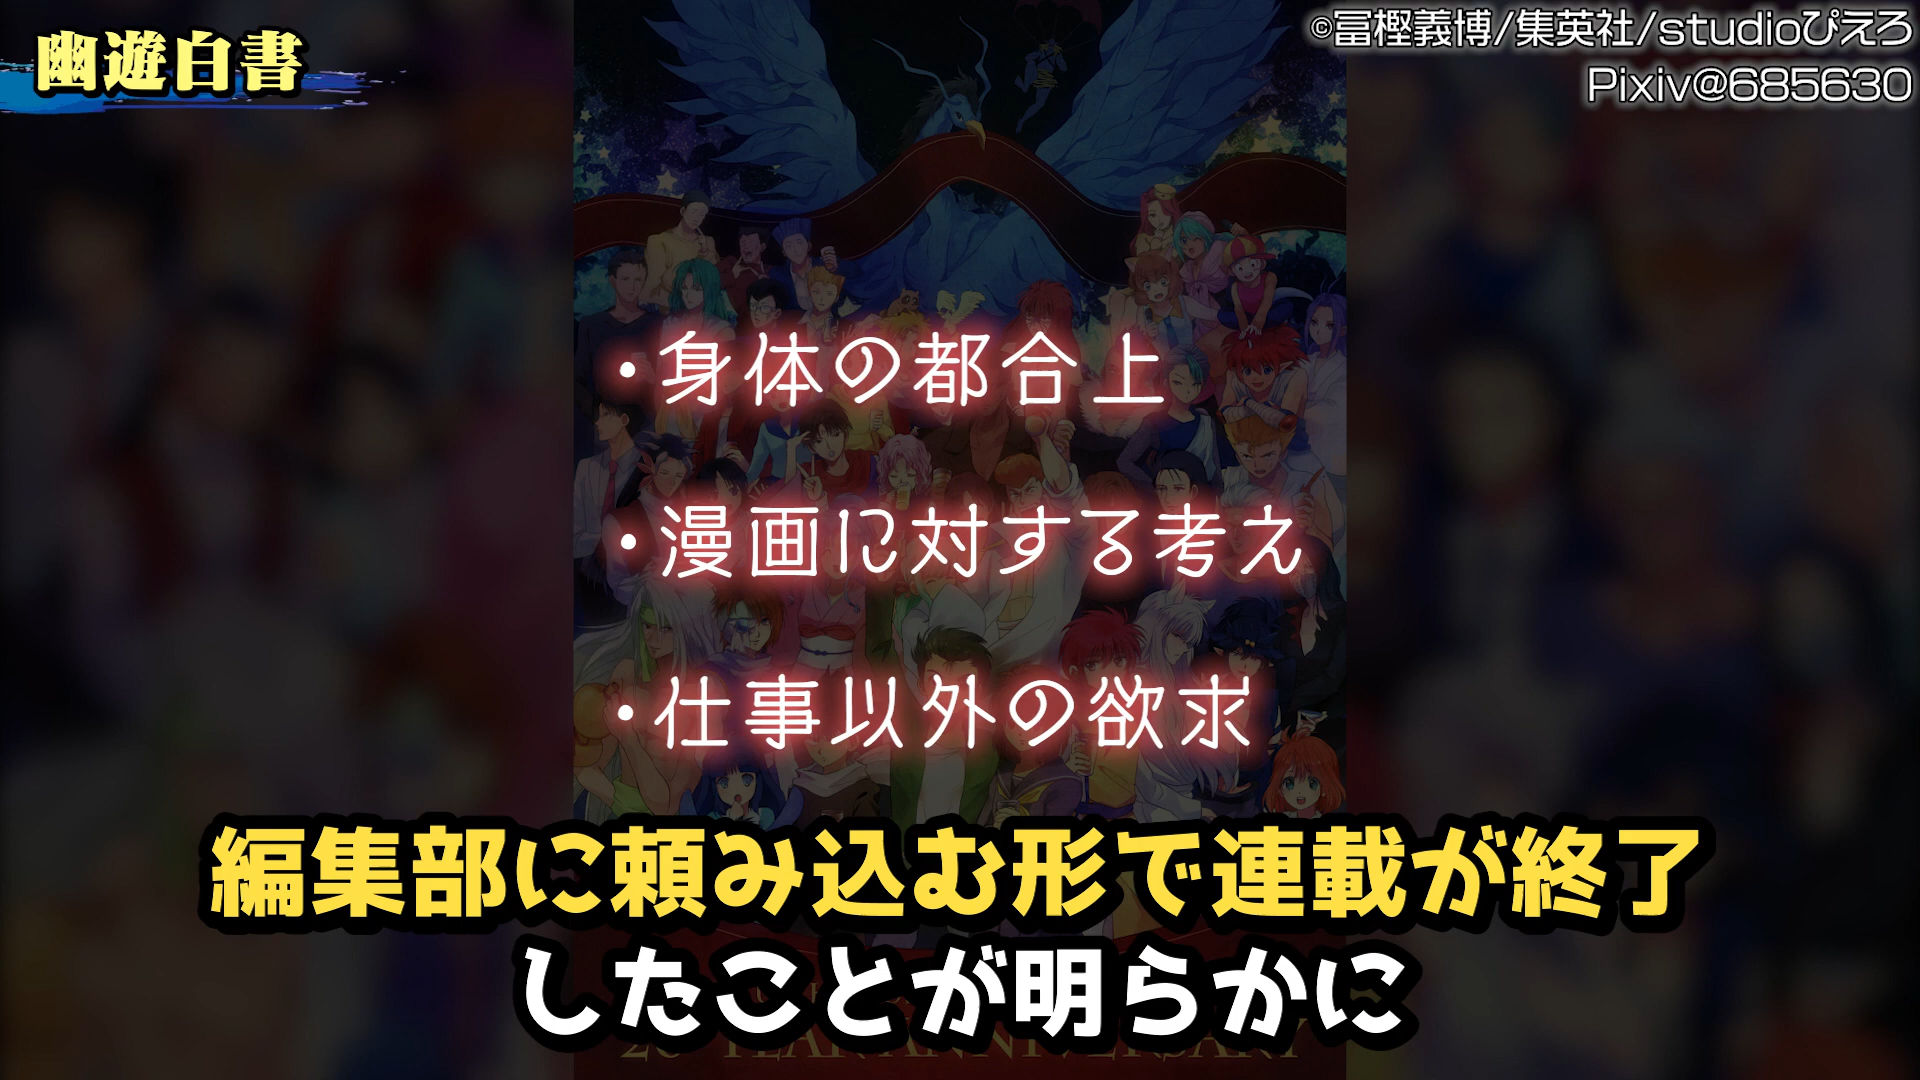 幽遊白書
©冨樫義博/集英社/studioぴえろ
Pixiv@685630
・身体の都合上
・漫画に対する考え
・仕事以外の欲求
編集部に頼み込む形で連載が終了
したことが明らかに
20 YEAR ANNIVERSARY